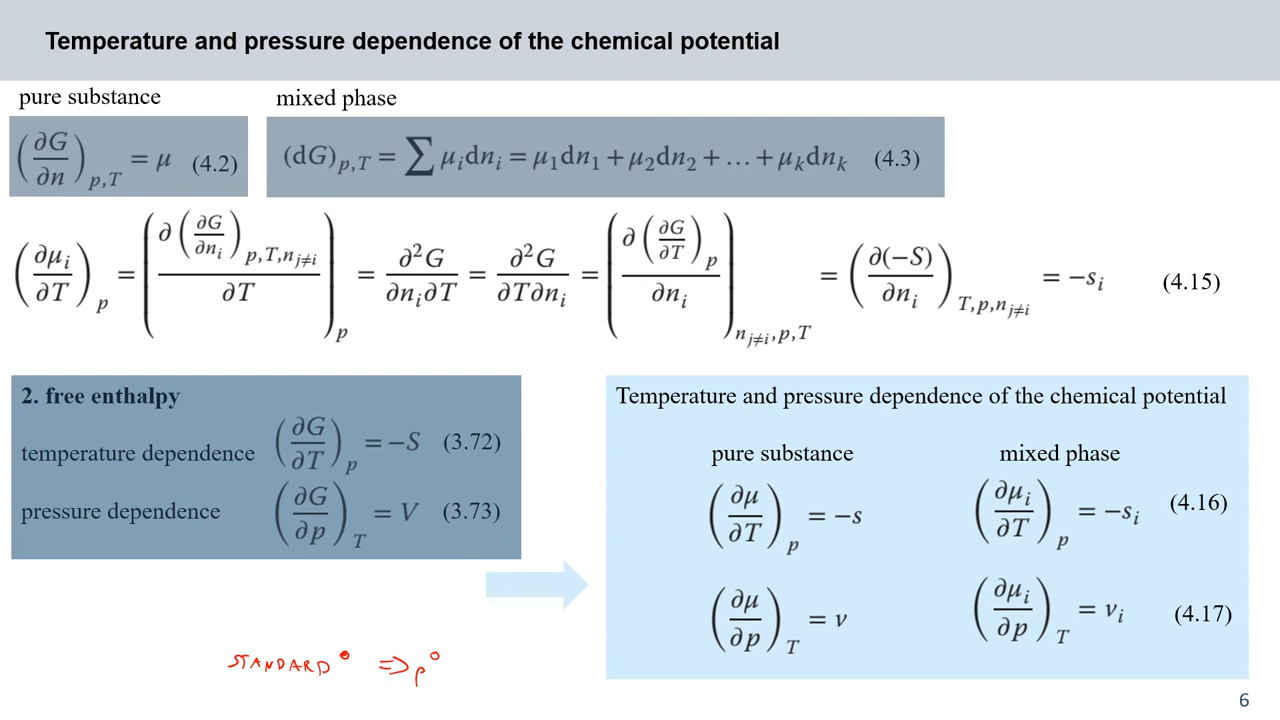 Temperature and pressure dependence of the chemical potential
pure substance
mixed phase
(∂G/∂n)_{p,T} = μ (4.2)
(dG)_{p,T} = ∑ μ_i dn_i = μ_1 dn_1 + μ_2 dn_2 + … + μ_k dn_k (4.3)
(∂μ_i/∂T)_p = (∂(∂G/∂n_i)_{p,T,n_{j≠i}}/∂T)_p = ∂²G/∂n_i∂T = ∂²G/∂T∂n_i = (∂(∂G/∂T)_p/∂n_i)_{n_{j≠i},p,T} = (∂(−S)/∂n_i)_{T,p,n_{j≠i}} = −s_i (4.15)
2. free enthalpy
temperature dependence (∂G/∂T)_p = −S (3.72)
pressure dependence (∂G/∂p)_T = V (3.73)
Temperature and pressure dependence of the chemical potential
pure substance
mixed phase
(∂μ/∂T)_p = −s
(∂μ_i/∂T)_p = −s_i (4.16)
(∂μ/∂p)_T = v
(∂μ_i/∂p)_T = v_i (4.17)
STANDARD° ⇒ p°
6